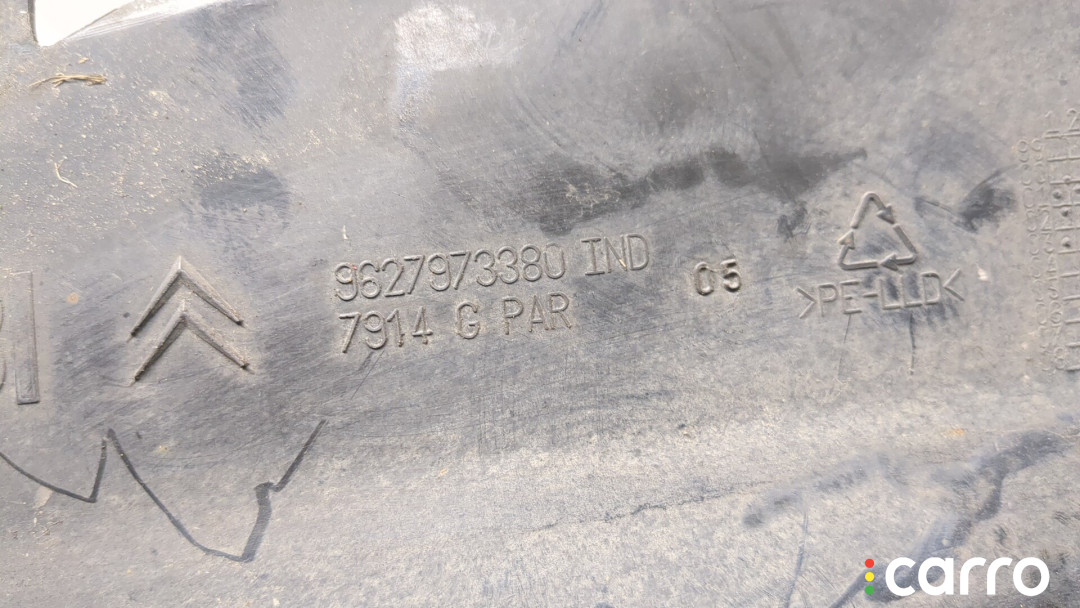 9627973380 IND
7914 G PAR
05
>PE-LLD<
carro